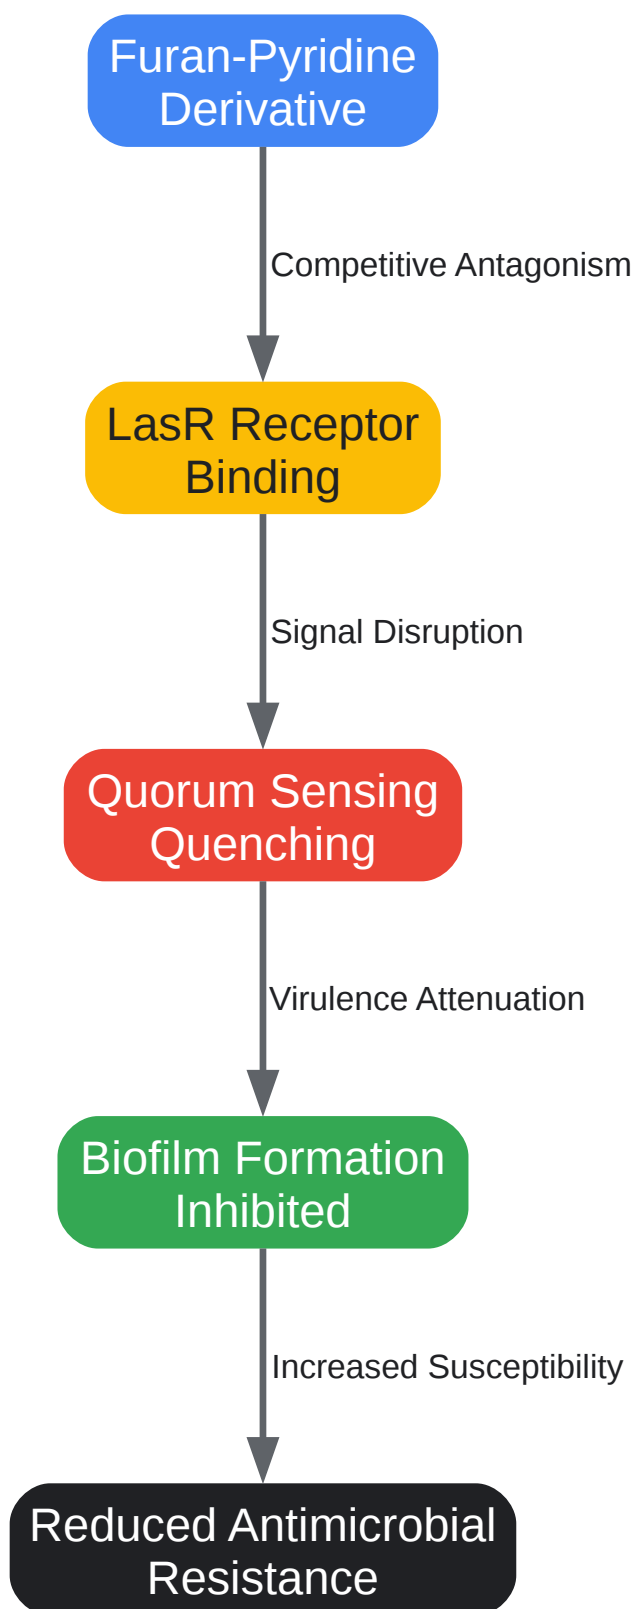 Furan-Pyridine
Derivative
Competitive Antagonism
LasR Receptor
Binding
Signal Disruption
Quorum Sensing
Quenching
Virulence Attenuation
Biofilm Formation
Inhibited
Increased Susceptibility
Reduced Antimicrobial
Resistance